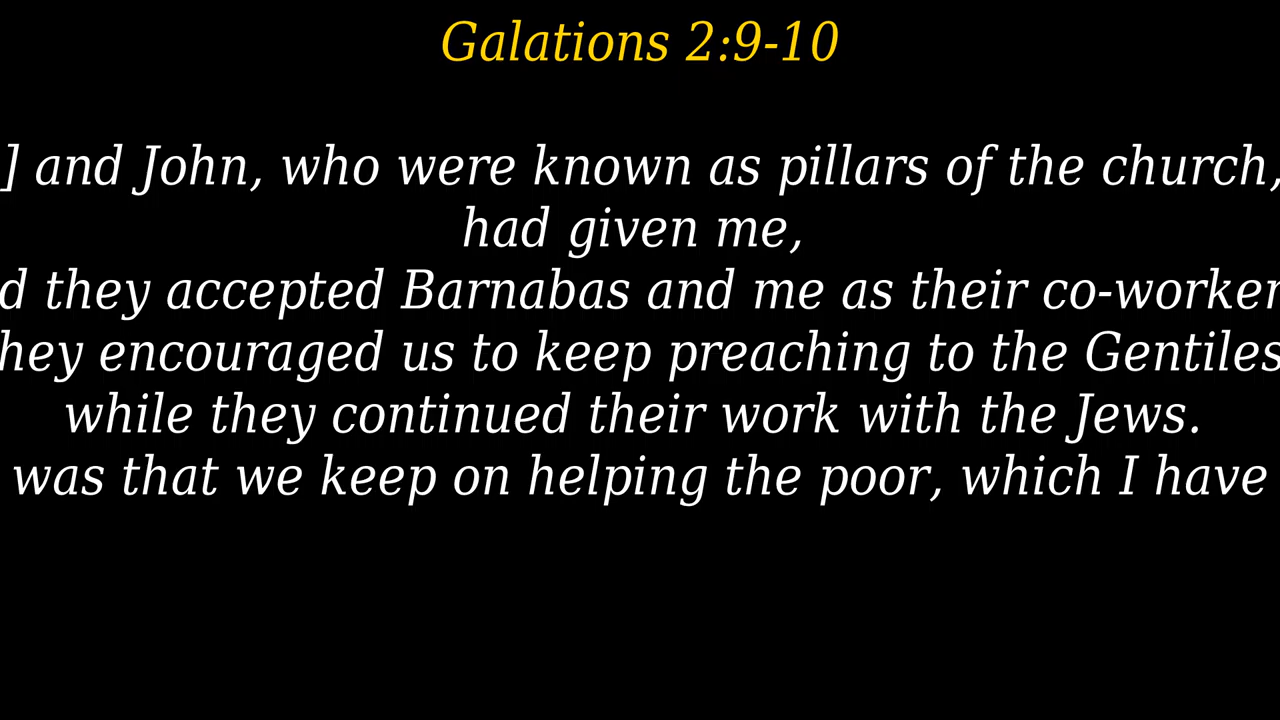 Galations 2:9-10
] and John, who were known as pillars of the church,
had given me,
d they accepted Barnabas and me as their co-worker
hey encouraged us to keep preaching to the Gentiles
while they continued their work with the Jews.
was that we keep on helping the poor, which I have